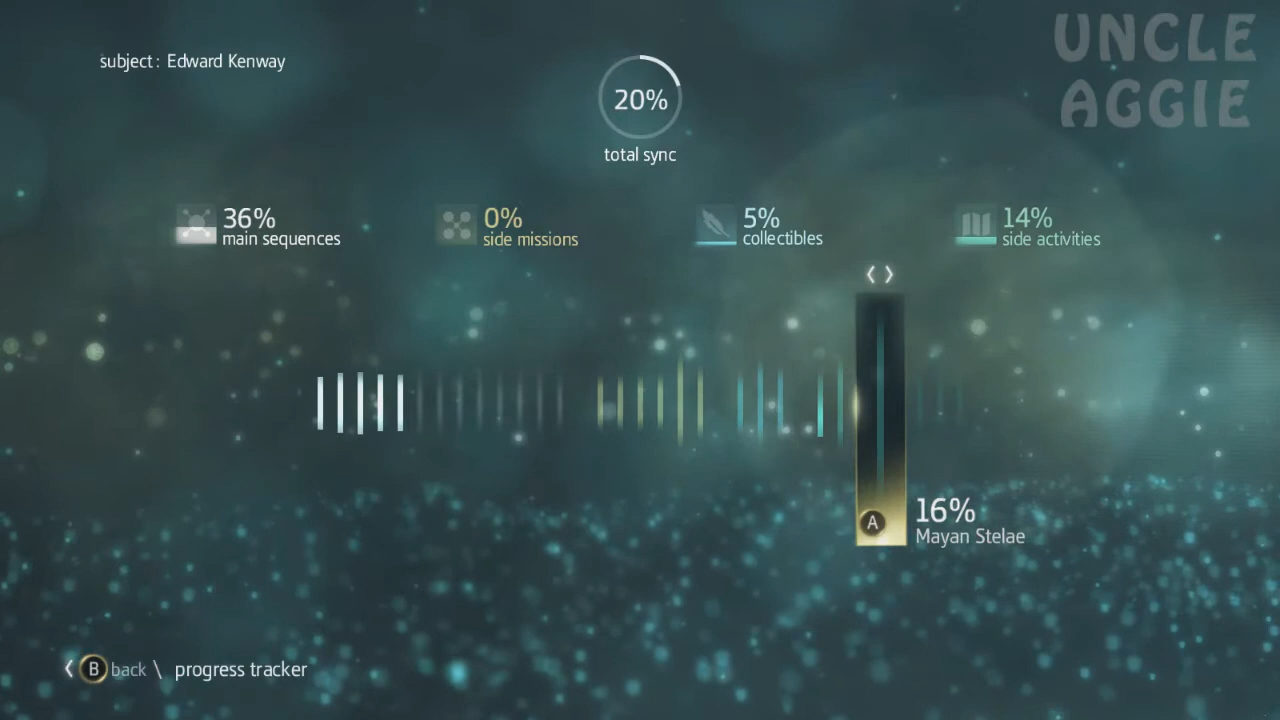 UNCLE
AGGIE
subject : Edward Kenway
20%
total sync
36%
main sequences
0%
side missions
5%
collectibles
14%
side activities
A
16%
Mayan Stelae
B back \ progress tracker